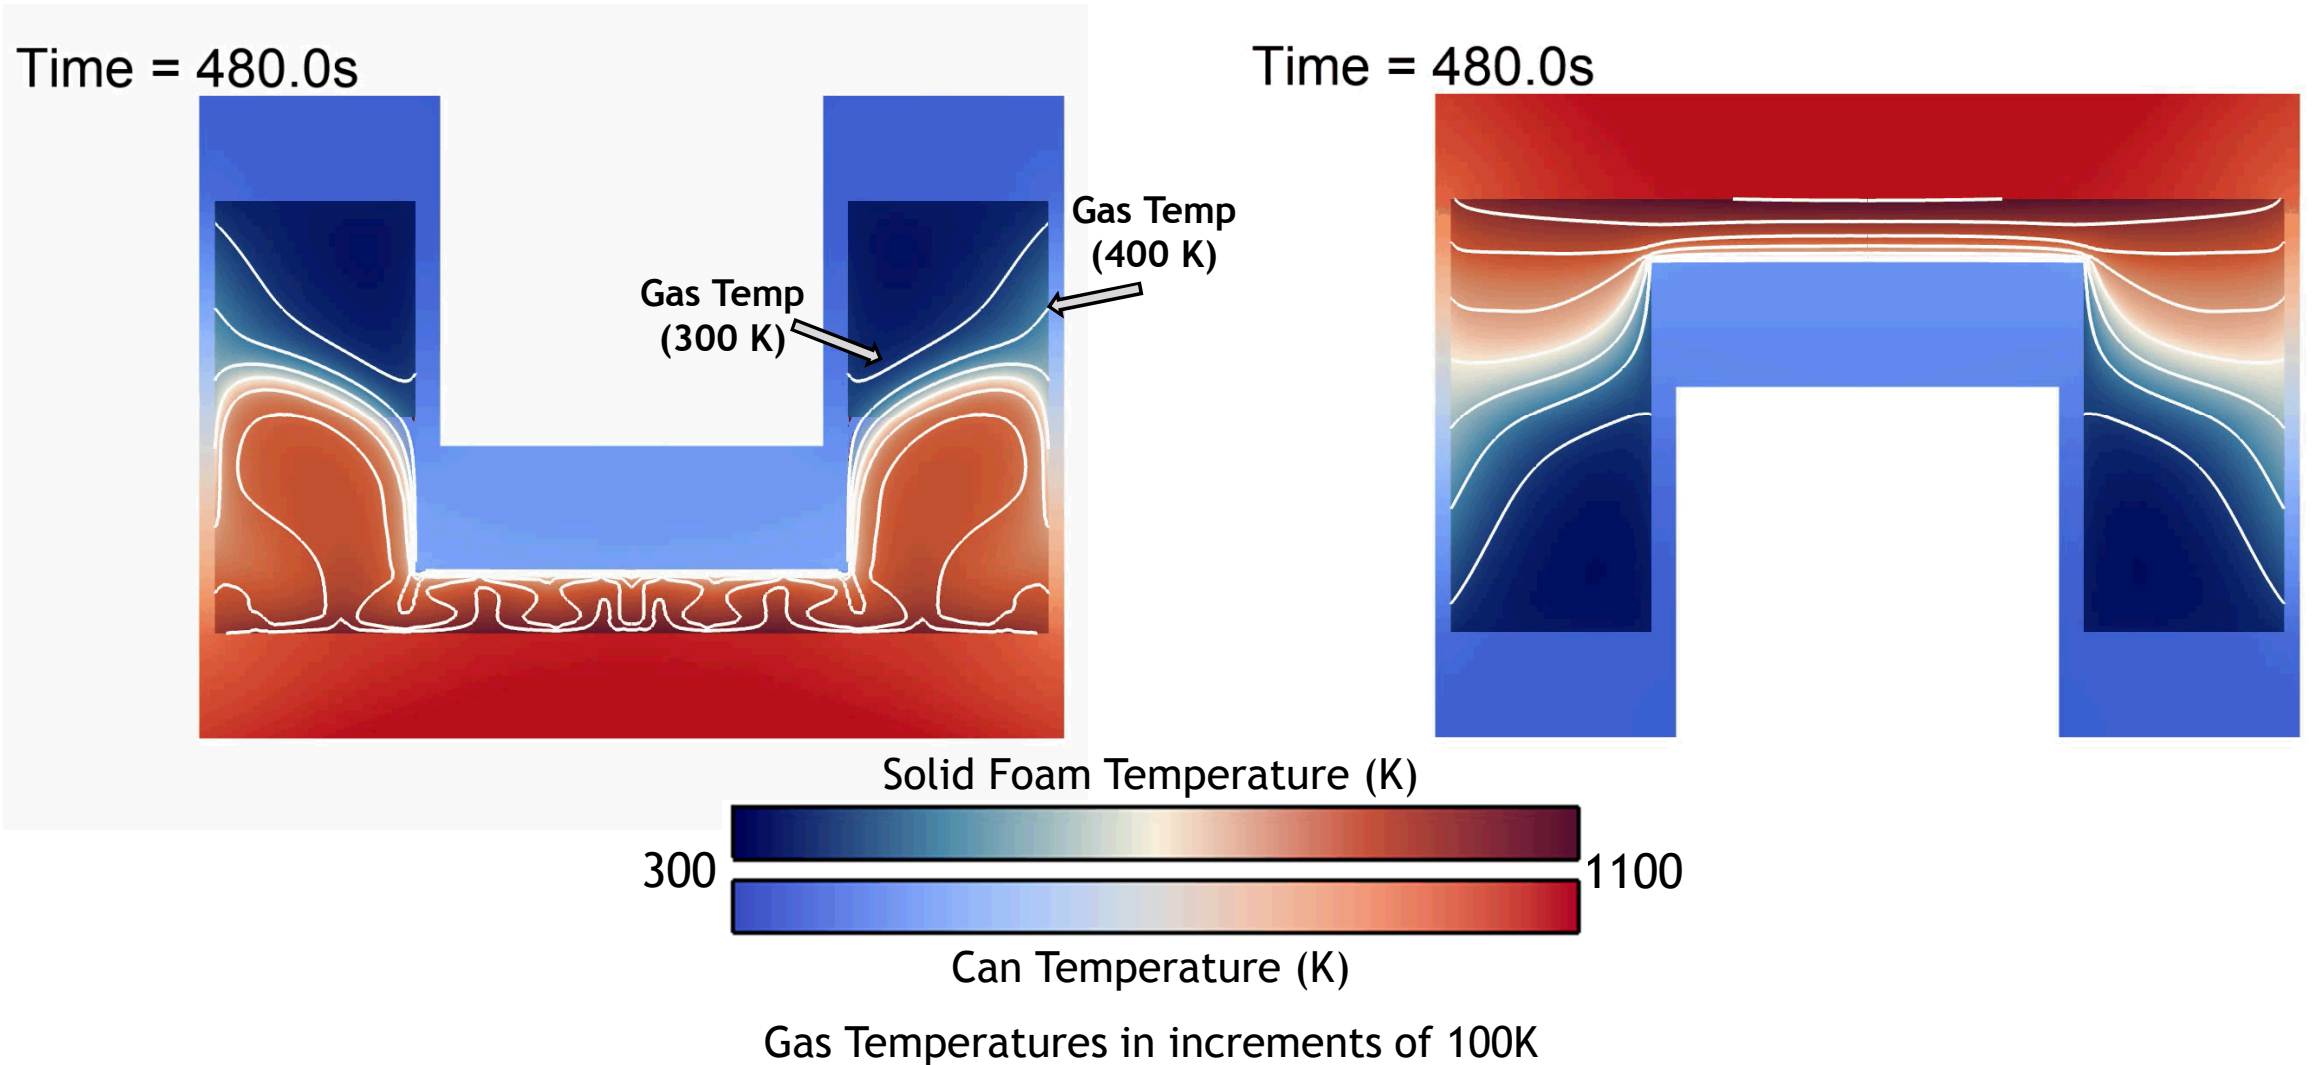 Time = 480.0s
Time = 480.0s
Gas Temp
(400 K)
Gas Temp
(300 K)
Solid Foam Temperature (K)
300
1100
Can Temperature (K)
Gas Temperatures in increments of 100K